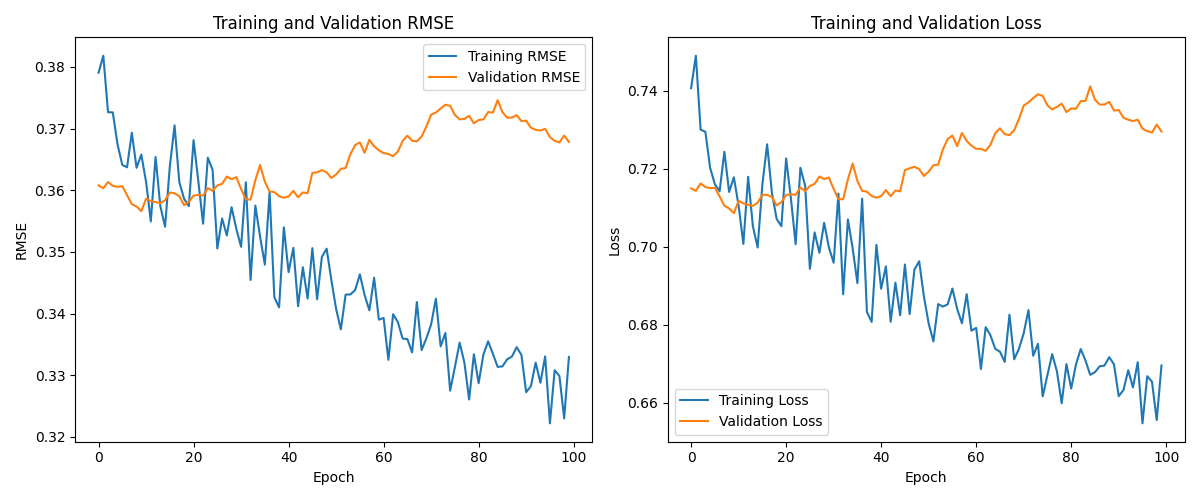 Training and Validation RMSE
0.38
0.37
0.36
0.35
0.34
0.33
0.32
RMSE
0 20 40 60 80 100
Epoch
Training RMSE
Validation RMSE
Training and Validation Loss
0.74
0.72
0.70
0.68
0.66
Loss
0 20 40 60 80 100
Epoch
Training Loss
Validation Loss